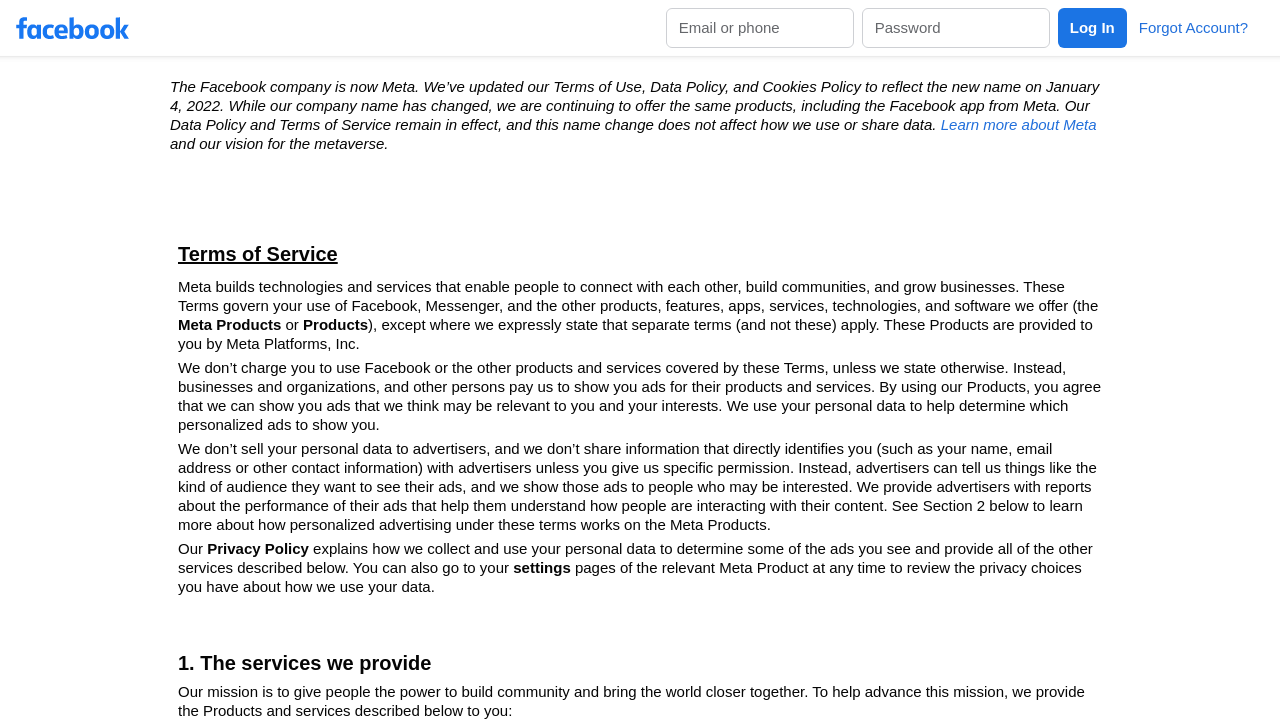 facebook
Email or phone
Password
Log In
Forgot Account?
The Facebook company is now Meta. We've updated our Terms of Use, Data Policy, and Cookies Policy to reflect the new name on January
4, 2022. While our company name has changed, we are continuing to offer the same products, including the Facebook app from Meta. Our
Data Policy and Terms of Service remain in effect, and this name change does not affect how we use or share data. Learn more about Meta
and our vision for the metaverse.
Terms of Service
Meta builds technologies and services that enable people to connect with each other, build communities, and grow businesses. These
Terms govern your use of Facebook, Messenger, and the other products, features, apps, services, technologies, and software we offer (the
Meta Products or Products), except where we expressly state that separate terms (and not these) apply. These Products are provided to
you by Meta Platforms, Inc.
We don’t charge you to use Facebook or the other products and services covered by these Terms, unless we state otherwise. Instead,
businesses and organizations, and other persons pay us to show you ads for their products and services. By using our Products, you agree
that we can show you ads that we think may be relevant to you and your interests. We use your personal data to help determine which
personalized ads to show you.
We don’t sell your personal data to advertisers, and we don’t share information that directly identifies you (such as your name, email
address or other contact information) with advertisers unless you give us specific permission. Instead, advertisers can tell us things like the
kind of audience they want to see their ads, and we show those ads to people who may be interested. We provide advertisers with reports
about the performance of their ads that help them understand how people are interacting with their content. See Section 2 below to learn
more about how personalized advertising under these terms works on the Meta Products.
Our Privacy Policy explains how we collect and use your personal data to determine some of the ads you see and provide all of the other
services described below. You can also go to your settings pages of the relevant Meta Product at any time to review the privacy choices
you have about how we use your data.
1. The services we provide
Our mission is to give people the power to build community and bring the world closer together. To help advance this mission, we provide
the Products and services described below to you: